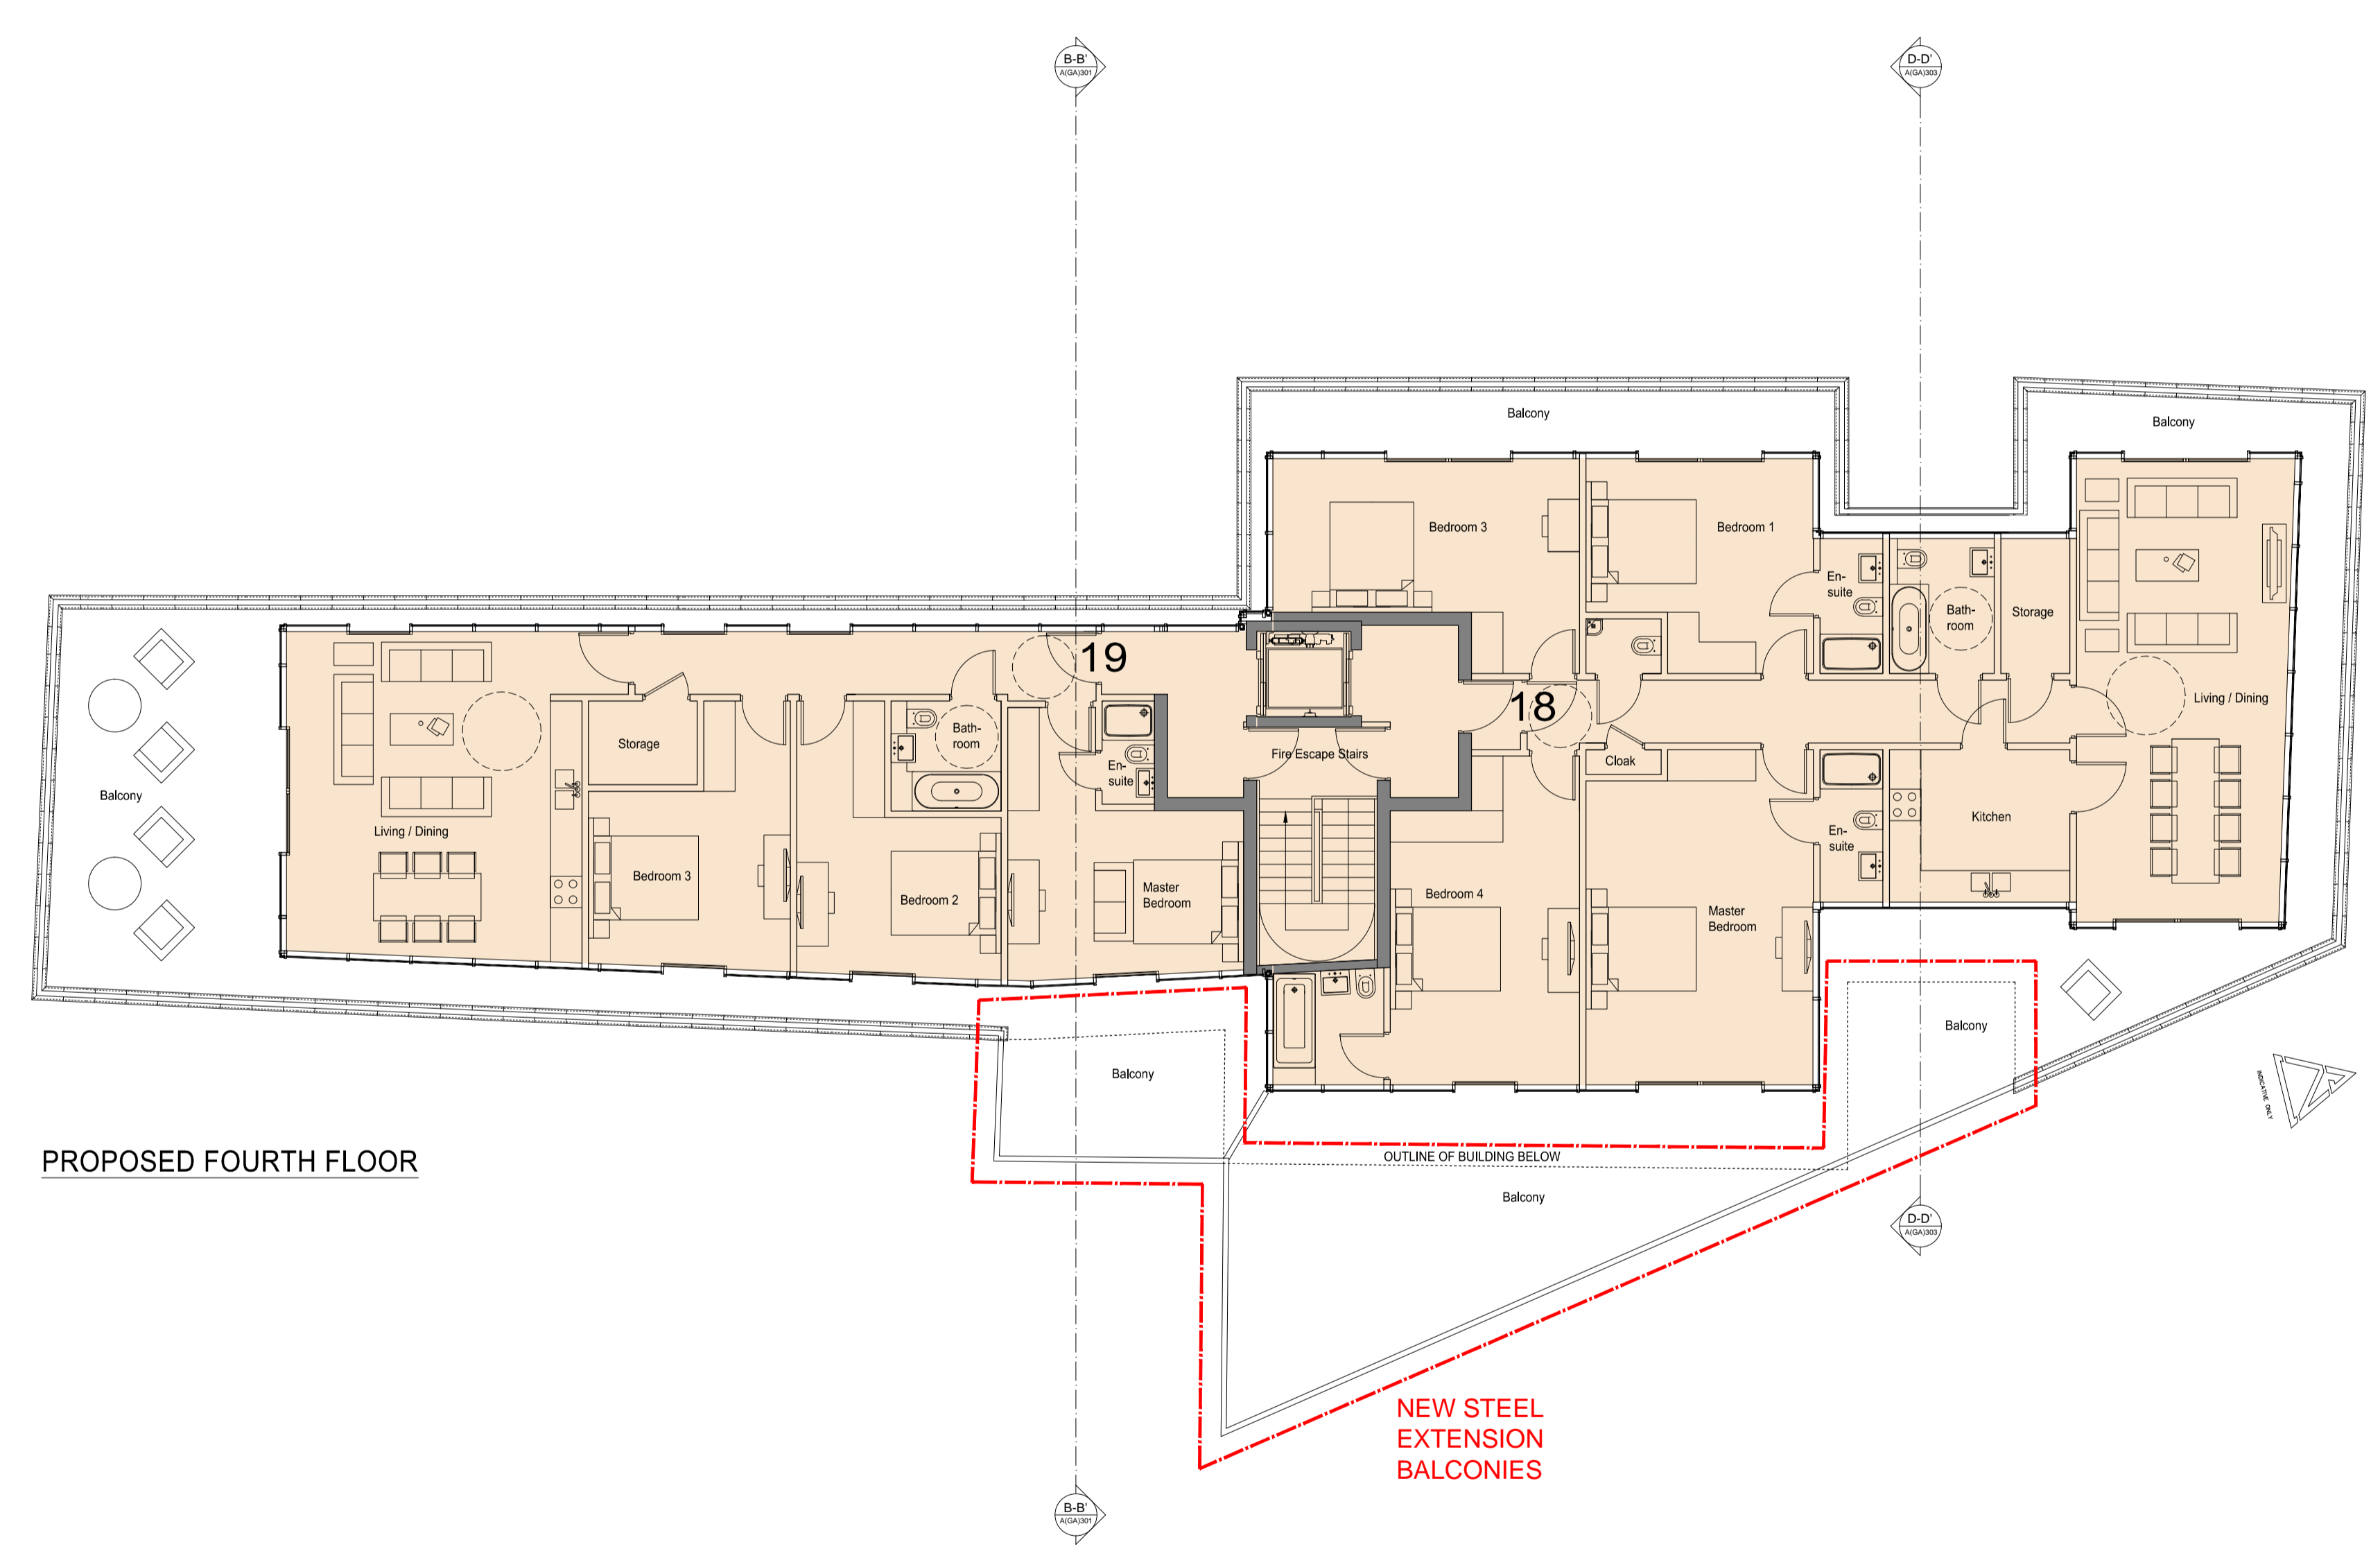 B-B'
A(GA)301
D-D'
A(GA)303
Balcony
Balcony
Bedroom 3
Bedroom 1
En-
suite
Bath-
room
Storage
19
18
Living / Dining
Storage
Bath-
room
En-
suite
Fire Escape Stairs
Cloak
Balcony
Living / Dining
Kitchen
En-
suite
Bedroom 3
Bedroom 2
Master
Bedroom
Bedroom 4
Master
Bedroom
Balcony
Balcony
INDICATIVE ONLY
PROPOSED FOURTH FLOOR
OUTLINE OF BUILDING BELOW
Balcony
D-D'
A(GA)303
NEW STEEL
EXTENSION
BALCONIES
B-B'
A(GA)301